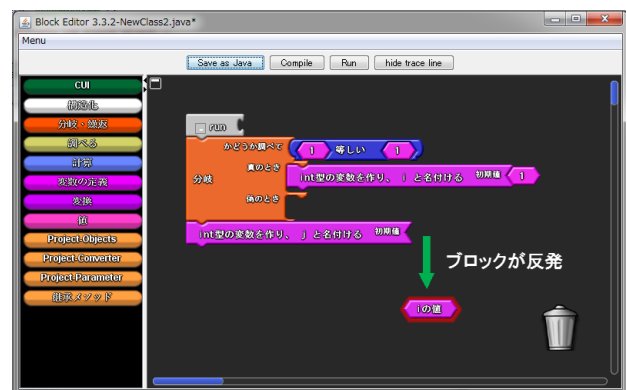 Block Editor 3.3.2-NewClass2.java*
Menu
Save as Java Compile Run hide trace line
CUI
構造化
分岐・繰返
調べる
計算
変数の定義
変換
値
Project-Objects
Project-Converter
Project-Parameter
継承メソッド
run
かどうか調べて 1 等しい 1
分岐
真のとき int型の変数を作り、 i と名付ける 初期値 1
偽のとき
int型の変数を作り、 j と名付ける 初期値
ブロックが反発
iの値